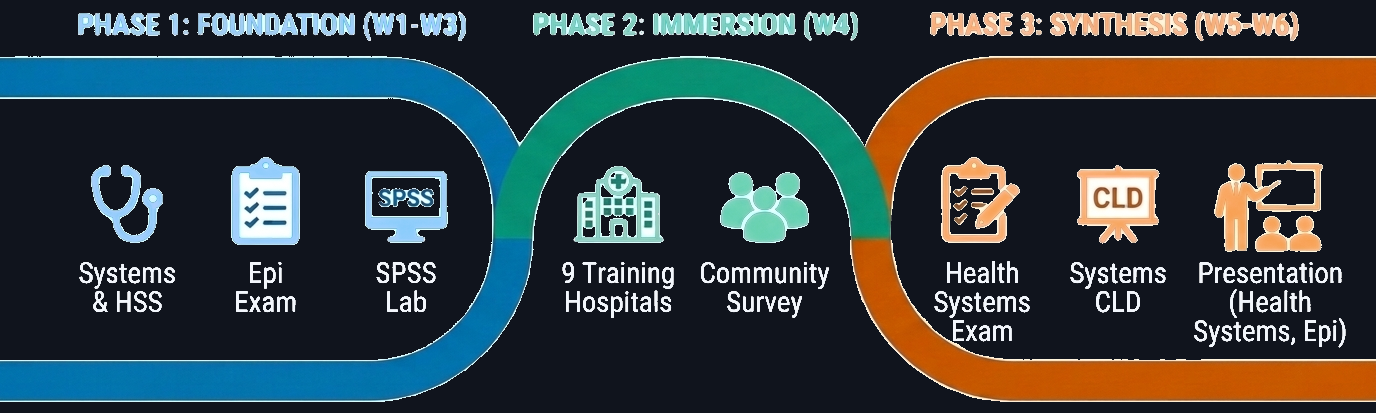 PHASE 1: FOUNDATION (W1-W3)
PHASE 2: IMMERSION (W4)
PHASE 3: SYNTHESIS (W5-W6)
SPSS
CLD
Systems
& HSS
Epi
Exam
SPSS
Lab
9 Training
Hospitals
Community
Survey
Health
Systems
Exam
Systems
CLD
Presentation
(Health
Systems, Epi)